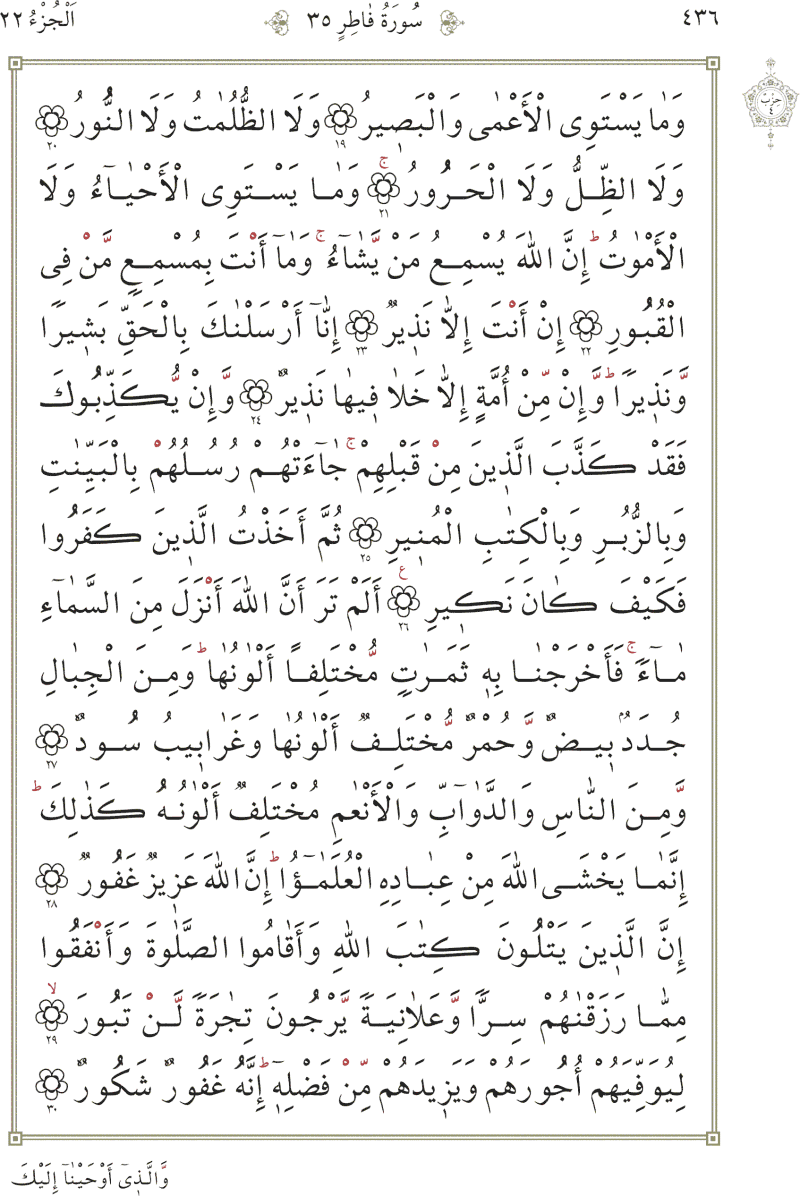 ٤٣٦ سُورَةُ فَاطِرٍ ٣٥ اَلْجُزْءُ ٢٢
حزب ٤
وَمَا يَسْتَوِى الْأَعْمٰى وَالْبَصِيرُ ١٩ وَلَا الظُّلُمٰتُ وَلَا النُّورُ ٢٠
وَلَا الظِّلُّ وَلَا الْحَرُورُ ۚ ٢١ وَمَا يَسْتَوِى الْأَحْيَآءُ وَلَا
الْأَمْوٰتُ ۗ إِنَّ اللّٰهَ يُسْمِعُ مَنْ يَّشَآءُ ۚ وَمَآ أَنْتَ بِمُسْمِعٍ مَّنْ فِى
الْقُبُورِ ٢٢ إِنْ أَنْتَ إِلَّا نَذِيرٌ ٢٣ إِنَّآ أَرْسَلْنٰكَ بِالْحَقِّ بَشِيرًا
وَّنَذِيرًا ۗ وَّإِنْ مِّنْ أُمَّةٍ إِلَّا خَلَا فِيهَا نَذِيرٌ ٢٤ وَّإِنْ يُّكَذِّبُوكَ
فَقَدْ كَذَّبَ الَّذِينَ مِنْ قَبْلِهِمْ ۚ جَآءَتْهُمْ رُسُلُهُمْ بِالْبَيِّنٰتِ
وَبِالزُّبُرِ وَبِالْكِتٰبِ الْمُنِيرِ ٢٥ ثُمَّ أَخَذْتُ الَّذِينَ كَفَرُوا
فَكَيْفَ كَانَ نَكِيرِ ع ٢٦ أَلَمْ تَرَ أَنَّ اللّٰهَ أَنْزَلَ مِنَ السَّمَآءِ
مَآءً ۚ فَأَخْرَجْنَا بِهٖ ثَمَرٰتٍ مُّخْتَلِفًا أَلْوٰنُهَا ۗ وَمِنَ الْجِبَالِ
جُدَدٌۢ بِيضٌ وَّحُمْرٌ مُّخْتَلِفٌ أَلْوٰنُهَا وَغَرَابِيبُ سُودٌ ٢٧
وَّمِنَ النَّاسِ وَالدَّوَآبِّ وَالْأَنْعٰمِ مُخْتَلِفٌ أَلْوٰنُهُ كَذٰلِكَ ۗ
إِنَّمَا يَخْشَى اللّٰهَ مِنْ عِبَادِهِ الْعُلَمٰٓؤُا ۗ إِنَّ اللّٰهَ عَزِيزٌ غَفُورٌ ٢٨
إِنَّ الَّذِينَ يَتْلُونَ كِتٰبَ اللّٰهِ وَأَقَامُوا الصَّلٰوةَ وَأَنْفَقُوا
مِمَّا رَزَقْنٰهُمْ سِرًّا وَّعَلَانِيَةً يَّرْجُونَ تِجٰرَةً لَّنْ تَبُورَ ۙ ٢٩
لِيُوَفِّيَهُمْ أُجُورَهُمْ وَيَزِيدَهُمْ مِّنْ فَضْلِهٖٓ ۗ إِنَّهُ غَفُورٌ شَكُورٌ ٣٠
وَّالَّذِىٓ أَوْحَيْنَآ إِلَيْكَ